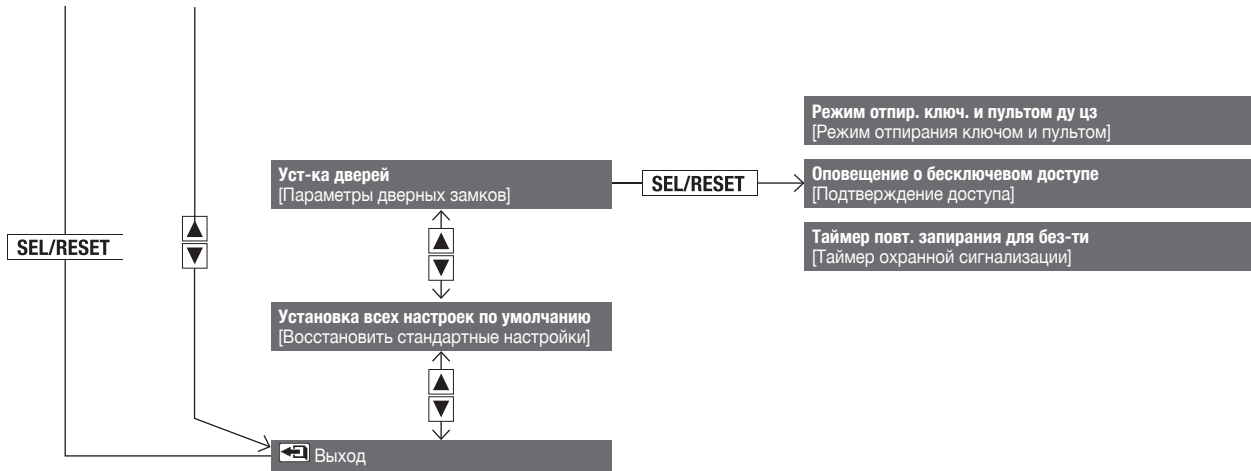 Режим отпир. ключ. и пультом ду цз
[Режим отпирания ключом и пультом]
Уст-ка дверей
[Параметры дверных замков]
SEL/RESET
Оповещение о бесключевом доступе
[Подтверждение доступа]
Таймер повт. запирания для без-ти
[Таймер охранной сигнализации]
SEL/RESET
Установка всех настроек по умолчанию
[Восстановить стандартные настройки]
Выход